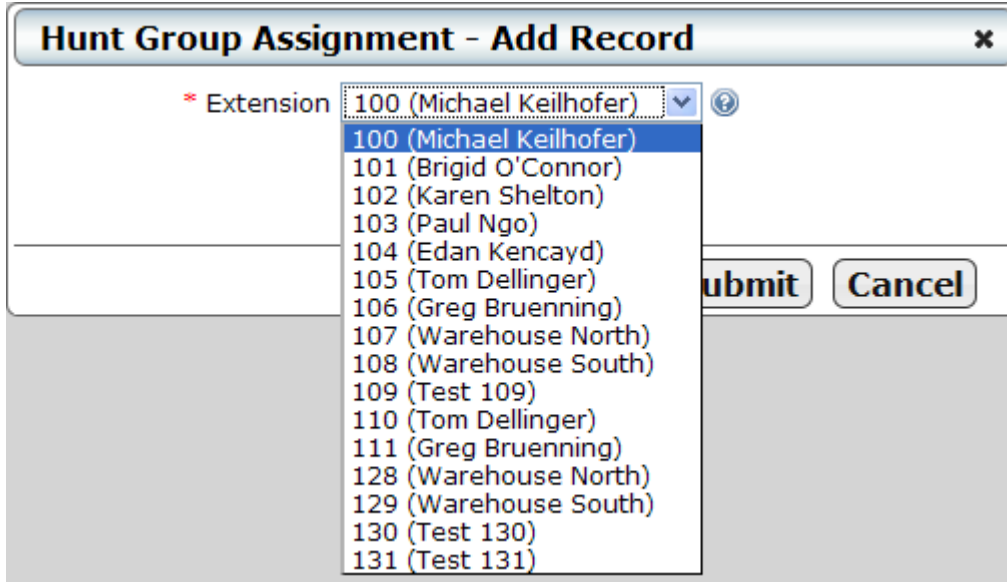 Hunt Group Assignment - Add Record
* Extension 100 (Michael Keilhofer)
100 (Michael Keilhofer)
101 (Brigid O'Connor)
102 (Karen Shelton)
103 (Paul Ngo)
104 (Edan Kencayd)
105 (Tom Dellinger)
106 (Greg Bruenning)
107 (Warehouse North)
108 (Warehouse South)
109 (Test 109)
110 (Tom Dellinger)
111 (Greg Bruenning)
128 (Warehouse North)
129 (Warehouse South)
130 (Test 130)
131 (Test 131)
ubmit Cancel